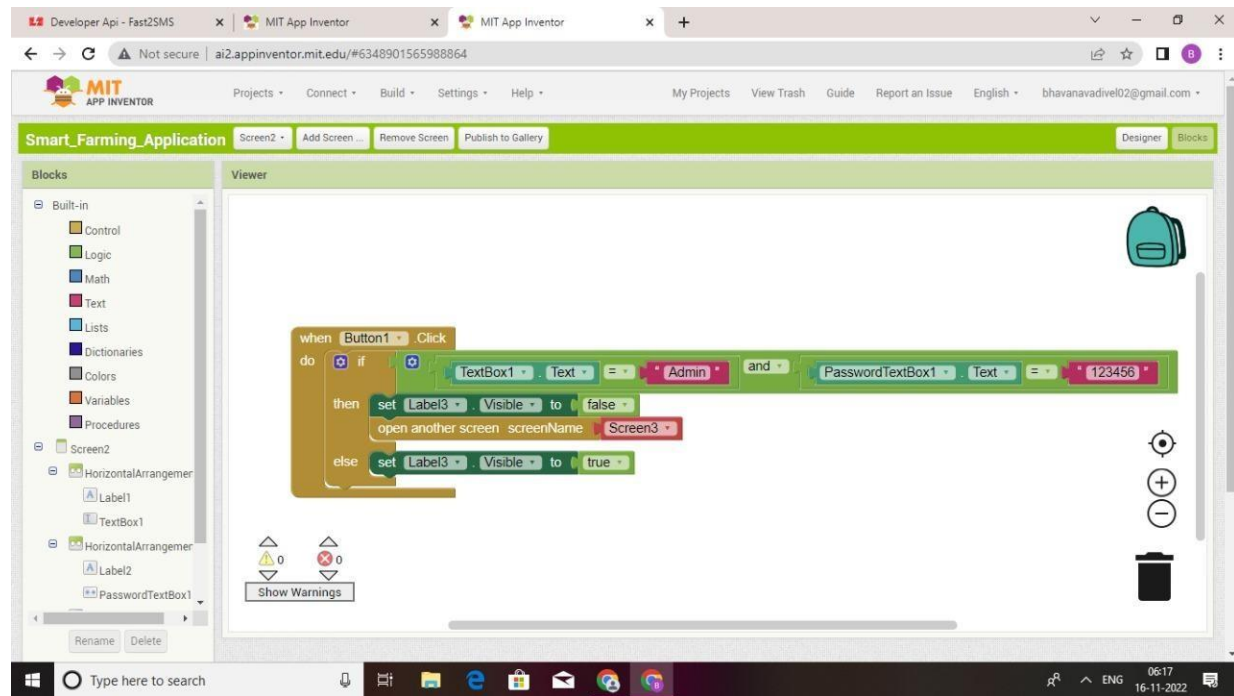 Developer Api - Fast2SMS
MIT App Inventor
MIT App Inventor
Not secure | ai2.appinventor.mit.edu/#6348901565988864
B
MIT
APP INVENTOR
Projects
Connect
Build
Settings
Help
My Projects
View Trash
Guide
Report an Issue
English
bhavanavadivel02@gmail.com
Smart_Farming_Application
Screen2
Add Screen ...
Remove Screen
Publish to Gallery
Designer
Blocks
Blocks
Viewer
Built-in
Control
Logic
Math
Text
Lists
Dictionaries
Colors
Variables
Procedures
Screen2
HorizontalArrangemer
Label1
TextBox1
HorizontalArrangemer
Label2
PasswordTextBox1
Rename
Delete
when Button1 .Click
do if TextBox1 . Text = " Admin " and PasswordTextBox1 . Text = " 123456 "
then set Label3 . Visible to false
open another screen screenName Screen3
else set Label3 . Visible to true
0
0
Show Warnings
Type here to search
ENG
06:17
16-11-2022